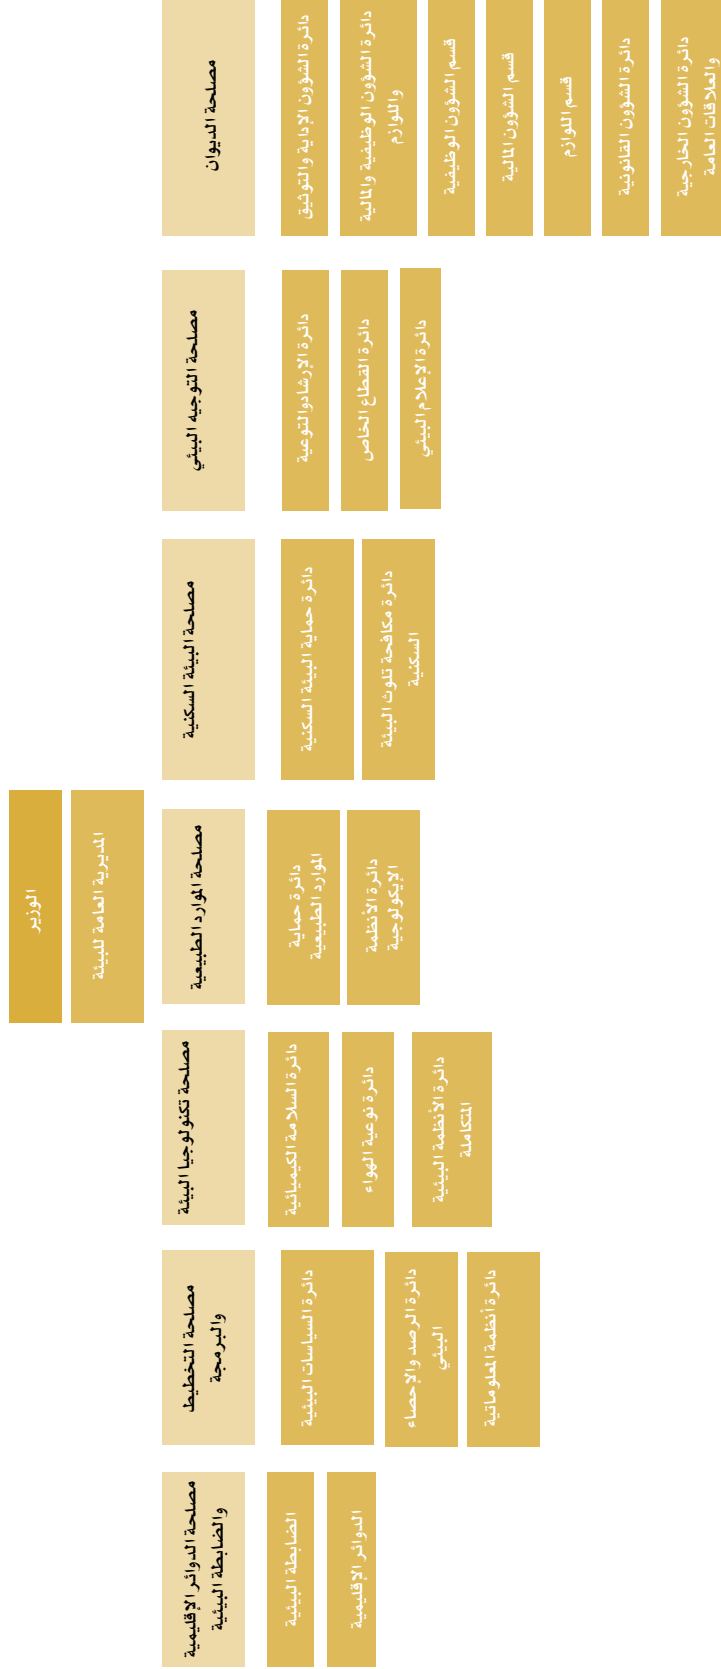 الوزير
المديرية العامة للبيئة
مصلحة الديوان
دائرة الشؤون الإداية والتوثيق
دائرة الشؤون الوظيفية والمالية
واللوازم
قسم الشؤون الوظيفية
قسم الشؤون المالية
قسم اللوازم
دائرة الشؤون القانونية
دائرة الشؤون الخارجية
والعلاقات العامة
مصلحة التوجيه البيئي
دائرة الإرشادوالتوعية
دائرة القطاع الخاص
دائرة الإعلام البيئي
مصلحة البيئة السكنية
دائرة حماية البيئة السكنية
دائرة مكافحة تلوث البيئة
السكنية
مصلحة الموارد الطبيعية
دائرة حماية
الموارد الطبيعية
دائرة الأنظمة
الإيكولوجية
مصلحة تكنولوجيا البيئة
دائرة السلامة الكيميائية
دائرة نوعية الهواء
دائرة الأنظمة البيئية
المتكاملة
مصلحة التخطيط
والبرمجة
دائرة السياسات البيئية
دائرة الرصد والإحصاء
البيئي
دائرة أنظمة المعلوماتية
مصلحة الدوائر الإقليمية
والضابطة البيئية
الضابطة البيئية
الدوائر الإقليمية